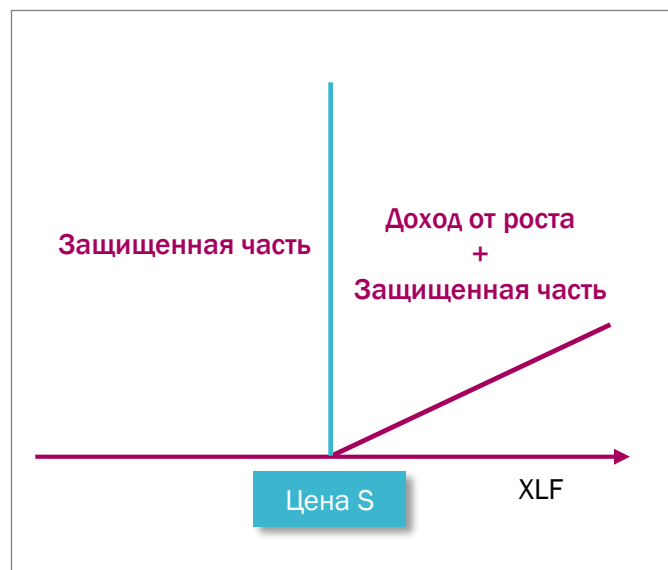 Защищенная часть
Доход от роста
+
Защищенная часть
Цена S
XLF